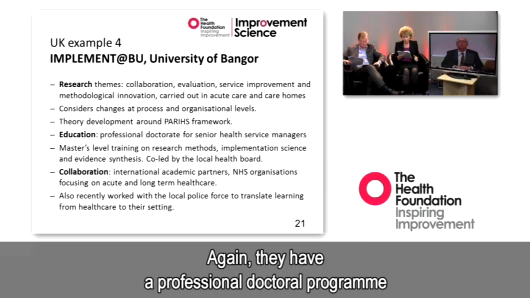 The
Health
Foundation
Inspiring
Improvement
Improvement
Science
UK example 4
IMPLEMENT@BU, University of Bangor
– Research themes: collaboration, evaluation, service improvement and
methodological innovation, carried out in acute care and care homes
– Considers changes at process and organisational levels.
– Theory development around PARIHS framework.
– Education: professional doctorate for senior health service managers
– Master's level training on research methods, implementation science
and evidence synthesis. Co-led by the local health board.
– Collaboration: international academic partners, NHS organisations
focusing on acute and long term healthcare.
– Also recently worked with the local police force to translate learning
from healthcare to their setting.
21
The
Health
Foundation
Inspiring
Improvement
Again, they have
a professional doctoral programme